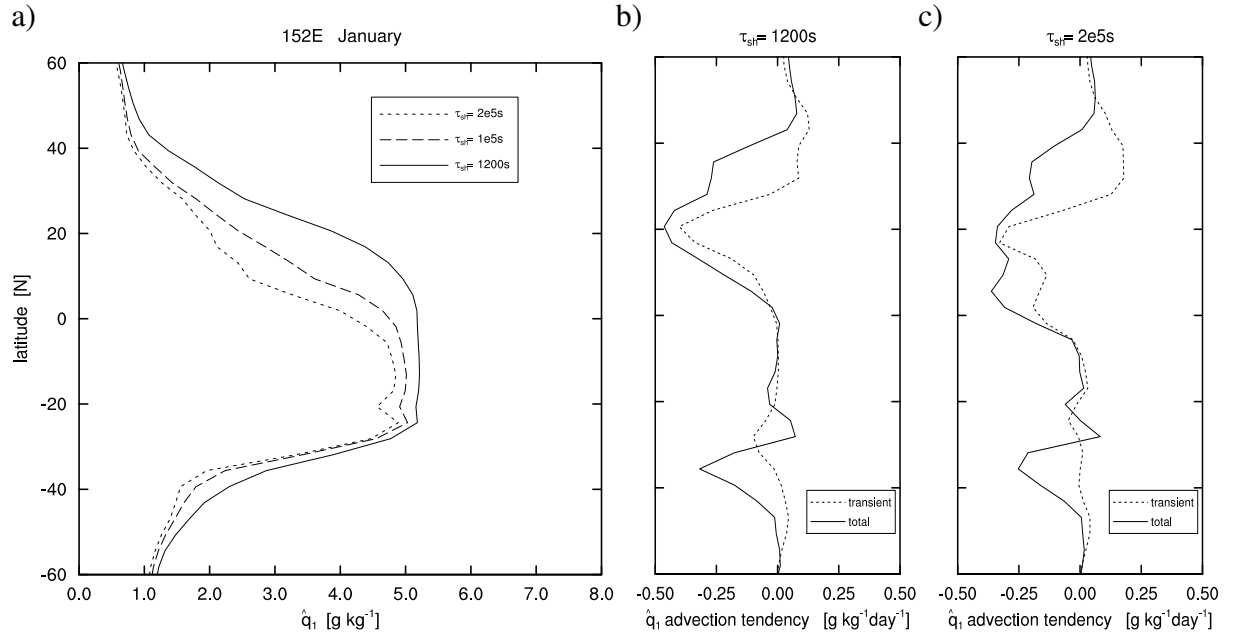 a)
152E January
60
40
20
0
-20
-40
-60
latitude [N]
τsh= 2e5s
τsh= 1e5s
τsh= 1200s
0.0 1.0 2.0 3.0 4.0 5.0 6.0 7.0 8.0
q̂₁ [g kg⁻¹]
b)
τsh= 1200s
transient
total
-0.50 -0.25 0.00 0.25 0.50
q̂₁ advection tendency [g kg⁻¹day⁻¹]
c)
τsh= 2e5s
transient
total
-0.50 -0.25 0.00 0.25 0.50
q̂₁ advection tendency [g kg⁻¹day⁻¹]